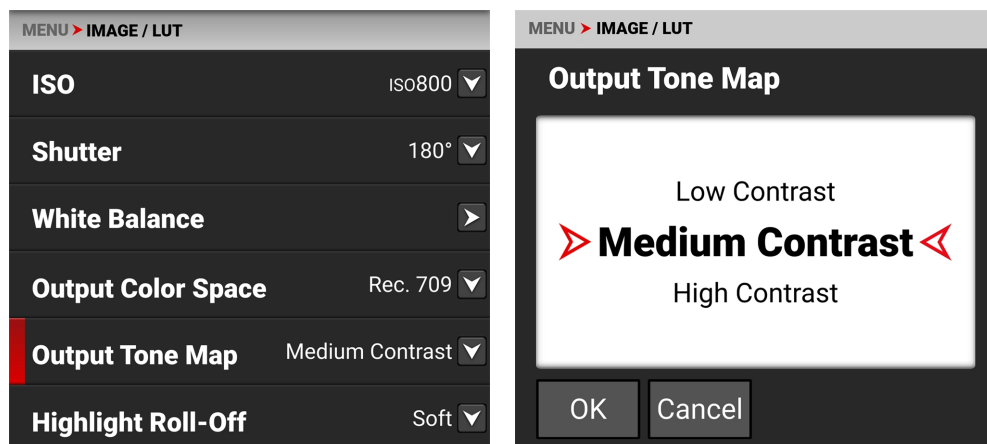 MENU > IMAGE / LUT
ISO ISO800
Shutter 180°
White Balance
Output Color Space Rec. 709
Output Tone Map Medium Contrast
Highlight Roll-Off Soft
MENU > IMAGE / LUT
Output Tone Map
Low Contrast
Medium Contrast
High Contrast
OK Cancel